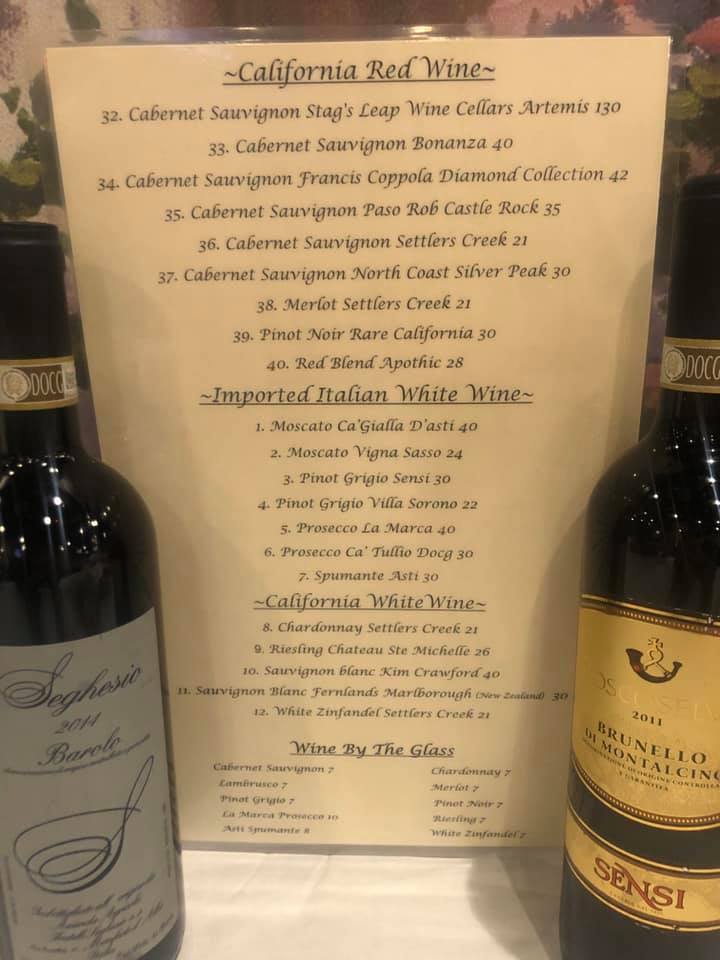 ~California Red Wine~
32. Cabernet Sauvignon Stag's Leap Wine Cellars Artemis 130
33. Cabernet Sauvignon Bonanza 40
34. Cabernet Sauvignon Francis Coppola Diamond Collection 42
35. Cabernet Sauvignon Paso Rob Castle Rock 35
36. Cabernet Sauvignon Settlers Creek 21
37. Cabernet Sauvignon North Coast Silver Peak 30
38. Merlot Settlers Creek 21
39. Pinot Noir Rare California 30
40. Red Blend Apothic 28
~Imported Italian White Wine~
1. Moscato Ca'Gialla D'asti 40
2. Moscato Vigna Sasso 24
3. Pinot Grigio Sensi 30
4. Pinot Grigio Villa Sorono 22
5. Prosecco La Marca 40
6. Prosecco Ca' Tullio Docg 30
7. Spumante Asti 30
~California WhiteWine~
8. Chardonnay Settlers Creek 21
9. Riesling Chateau Ste Michelle 26
10. Sauvignon blanc Kim Crawford 40
11. Sauvignon Blanc Fernlands Marlborough (New Zealand) 30
12. White Zinfandel Settlers Creek 21
Wine By The Glass
Cabernet Sauvignon 7
Lambrusco 7
Pinot Grigio 7
La Marca Prosecco 10
Asti Spumante 8
Chardonnay 7
Merlot 7
Pinot Noir 7
Riesling 7
White Zinfandel 7
DOCG
Seghesio
2014
Barolo
DOCG
2011
BRUNELLO
DI MONTALCINO
DENOMINAZIONE DI ORIGINE CONTROLLA
E GARANTITA
SENSI